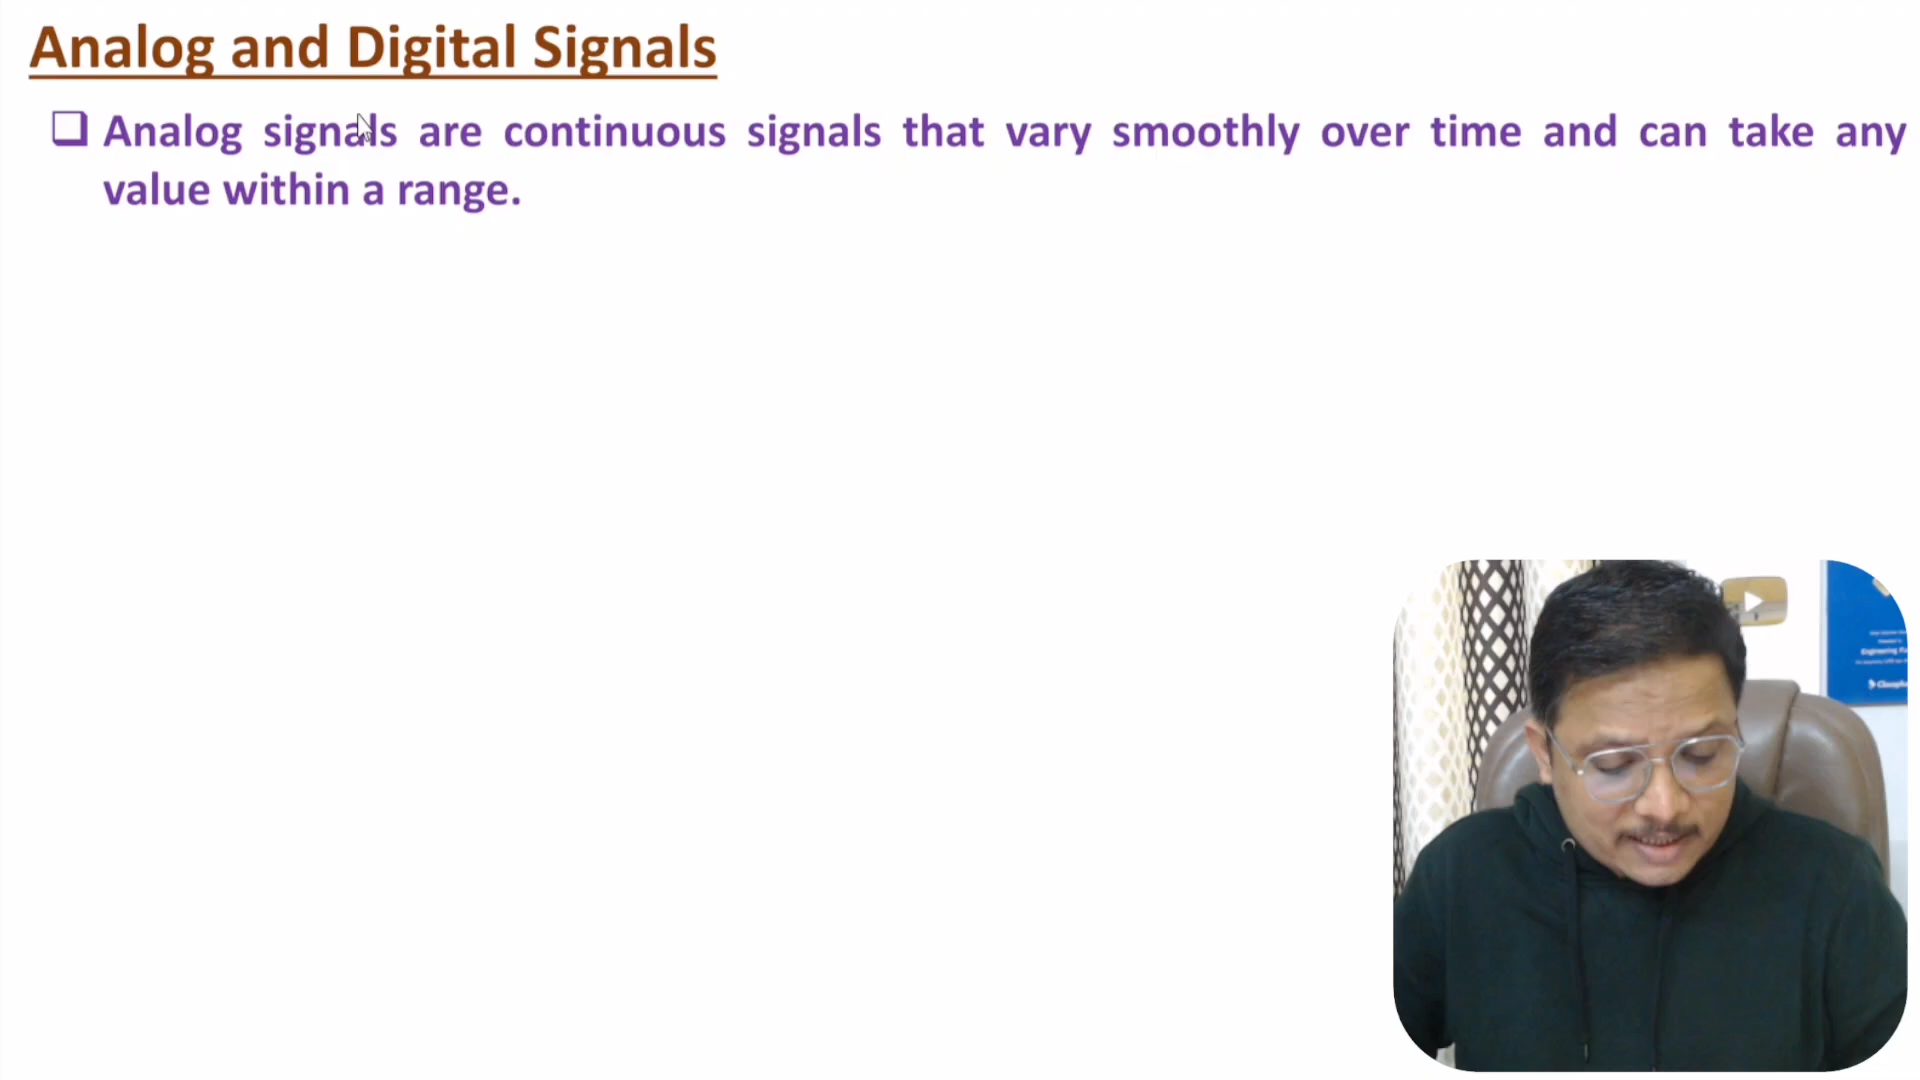 Analog and Digital Signals
❑ Analog signals are continuous signals that vary smoothly over time and can take any
value within a range.
Engineering